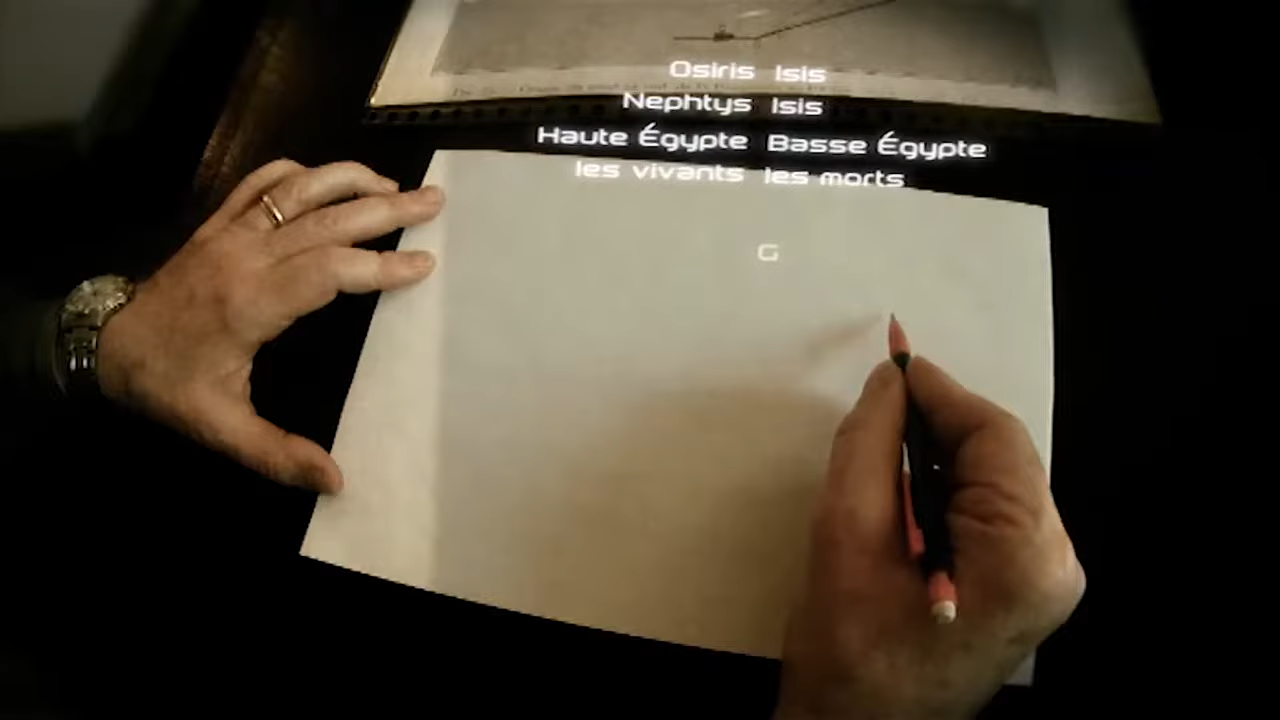 Osiris Isis
Nephtys Isis
Haute Égypte Basse Égypte
les vivants les morts
G